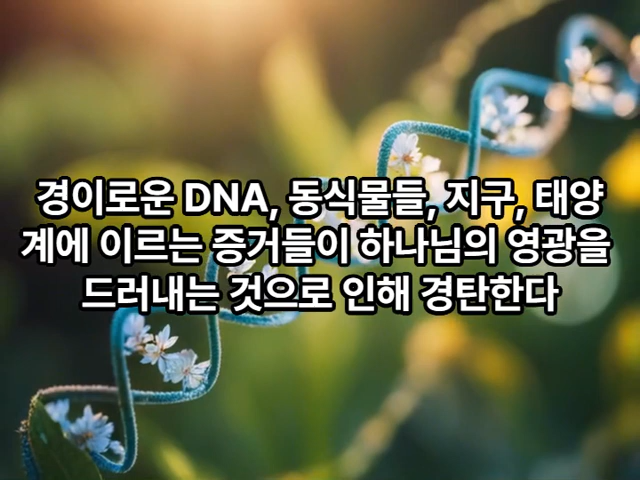 경이로운 DNA, 동식물들, 지구, 태양
계에 이르는 증거들이 하나님의 영광을
드러내는 것으로 인해 경탄한다